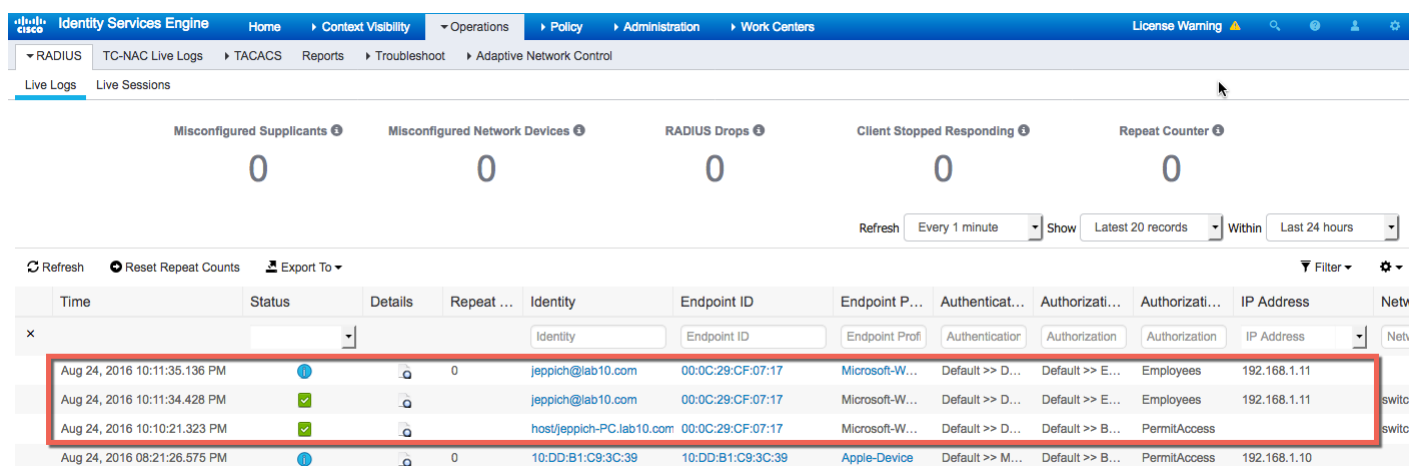 cisco Identity Services Engine Home Context Visibility Operations Policy Administration Work Centers License Warning
RADIUS TC-NAC Live Logs TACACS Reports Troubleshoot Adaptive Network Control
Live Logs Live Sessions
Misconfigured Supplicants Misconfigured Network Devices RADIUS Drops Client Stopped Responding Repeat Counter
0 0 0 0 0
Refresh Every 1 minute Show Latest 20 records Within Last 24 hours
Refresh Reset Repeat Counts Export To Filter
Time Status Details Repeat ... Identity Endpoint ID Endpoint P... Authenticat... Authorizati... Authorizati... IP Address Netw
× Identity Endpoint ID Endpoint Profi Authentication Authorization Authorization IP Address Netw
Aug 24, 2016 10:11:35.136 PM 0 jeppich@lab10.com 00:0C:29:CF:07:17 Microsoft-W... Default >> D... Default >> E... Employees 192.168.1.11
Aug 24, 2016 10:11:34.428 PM jeppich@lab10.com 00:0C:29:CF:07:17 Microsoft-W... Default >> D... Default >> E... Employees 192.168.1.11 switc
Aug 24, 2016 10:10:21.323 PM host/jeppich-PC.lab10.com 00:0C:29:CF:07:17 Microsoft-W... Default >> D... Default >> B... PermitAccess switc
Aug 24, 2016 08:21:26.575 PM 0 10:DD:B1:C9:3C:39 10:DD:B1:C9:3C:39 Apple-Device Default >> M... Default >> B... PermitAccess 192.168.1.10